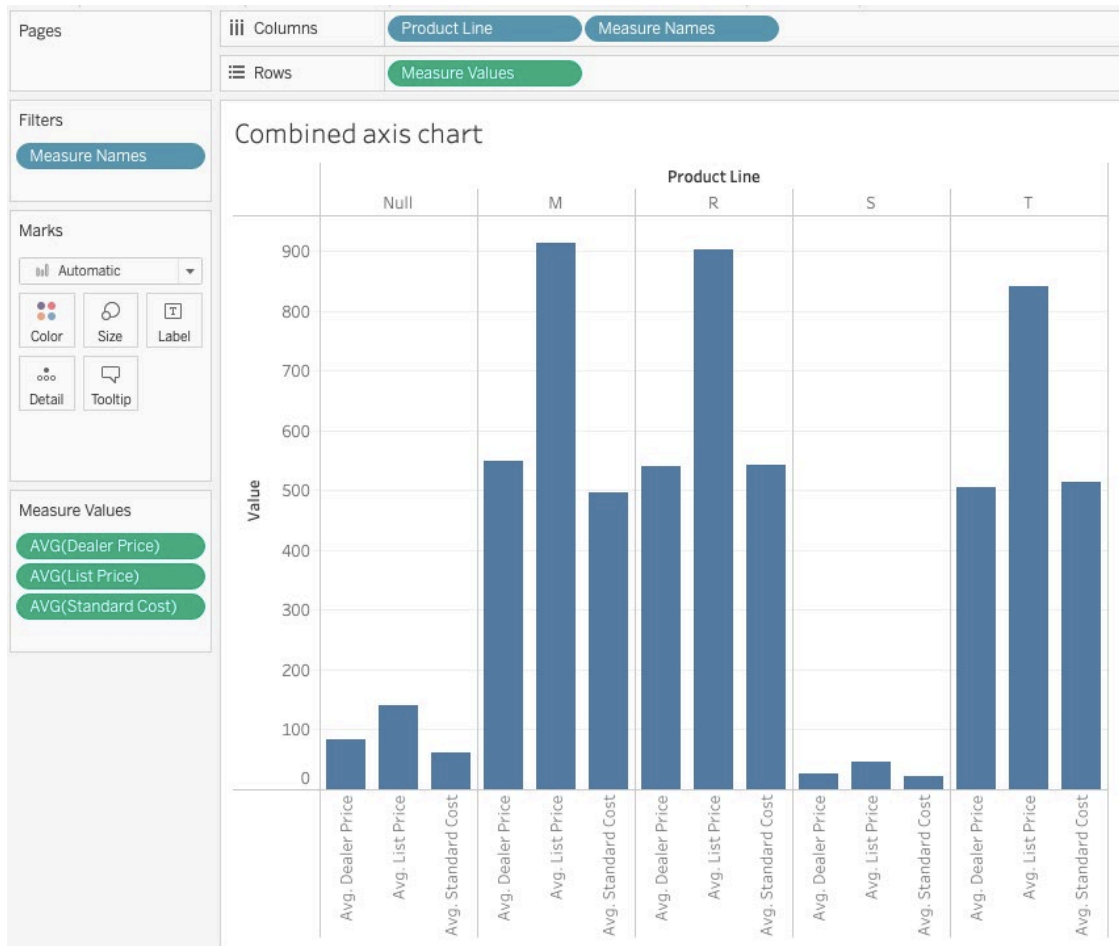 Pages
Columns
Product Line
Measure Names
Rows
Measure Values
Filters
Measure Names
Marks
Automatic
Color
Size
T
Label
Detail
Tooltip
Measure Values
AVG(Dealer Price)
AVG(List Price)
AVG(Standard Cost)
Combined axis chart
Product Line
Null M R S T
Value
900
800
700
600
500
400
300
200
100
0
Avg. Dealer Price
Avg. List Price
Avg. Standard Cost
Avg. Dealer Price
Avg. List Price
Avg. Standard Cost
Avg. Dealer Price
Avg. List Price
Avg. Standard Cost
Avg. Dealer Price
Avg. List Price
Avg. Standard Cost
Avg. Dealer Price
Avg. List Price
Avg. Standard Cost